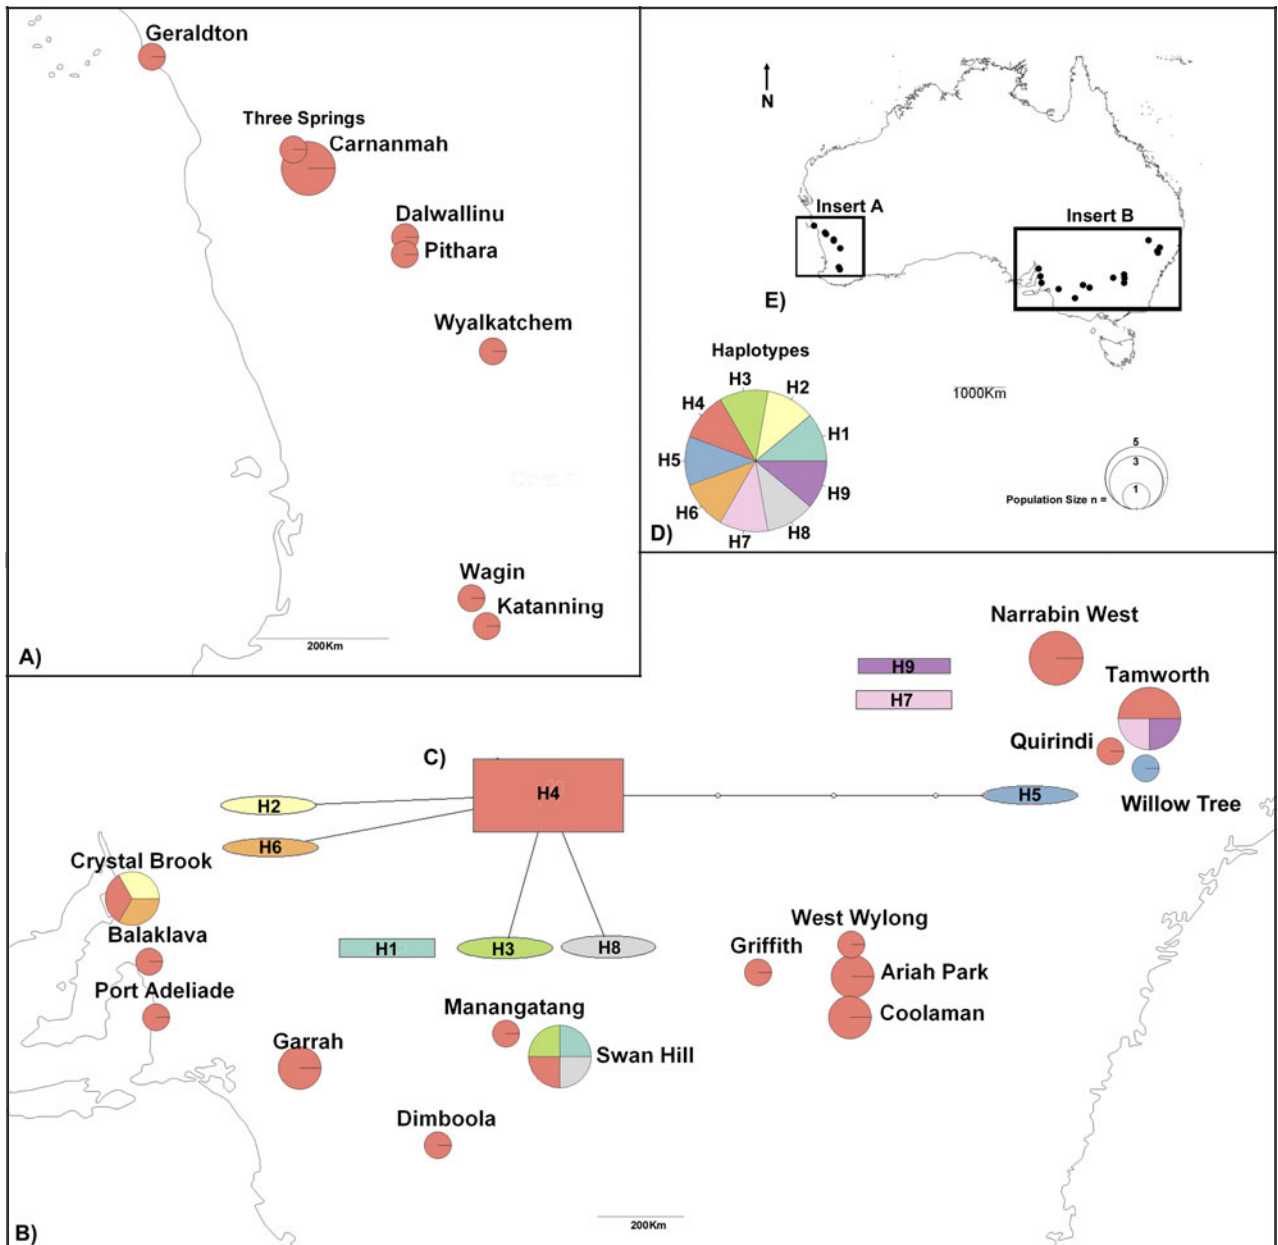 Geraldton
Three Springs
Carnanmah
Dalwallinu
Pithara
Wyalkatchem
Wagin
Katanning
200Km
A)
N
Insert A
Insert B
E)
1000Km
Haplotypes
H3
H2
H4
H1
H5
H9
H6
H8
H7
D)
5
3
1
Population Size n =
Narrabin West
H9
Tamworth
H7
Quirindi
C)
H4
H2
H5
Willow Tree
H6
Crystal Brook
West Wylong
Balaklava
H1
H3
H8
Griffith
Ariah Park
Port Adeliade
Manangatang
Coolaman
Garrah
Swan Hill
Dimboola
200Km
B)